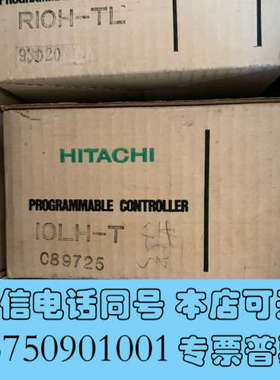 RIOH-TL
HITACHI
PROGRAMMABLE CONTROLLER
IOLH-T
C89725
信电话同号 本店可
750901001 专票普